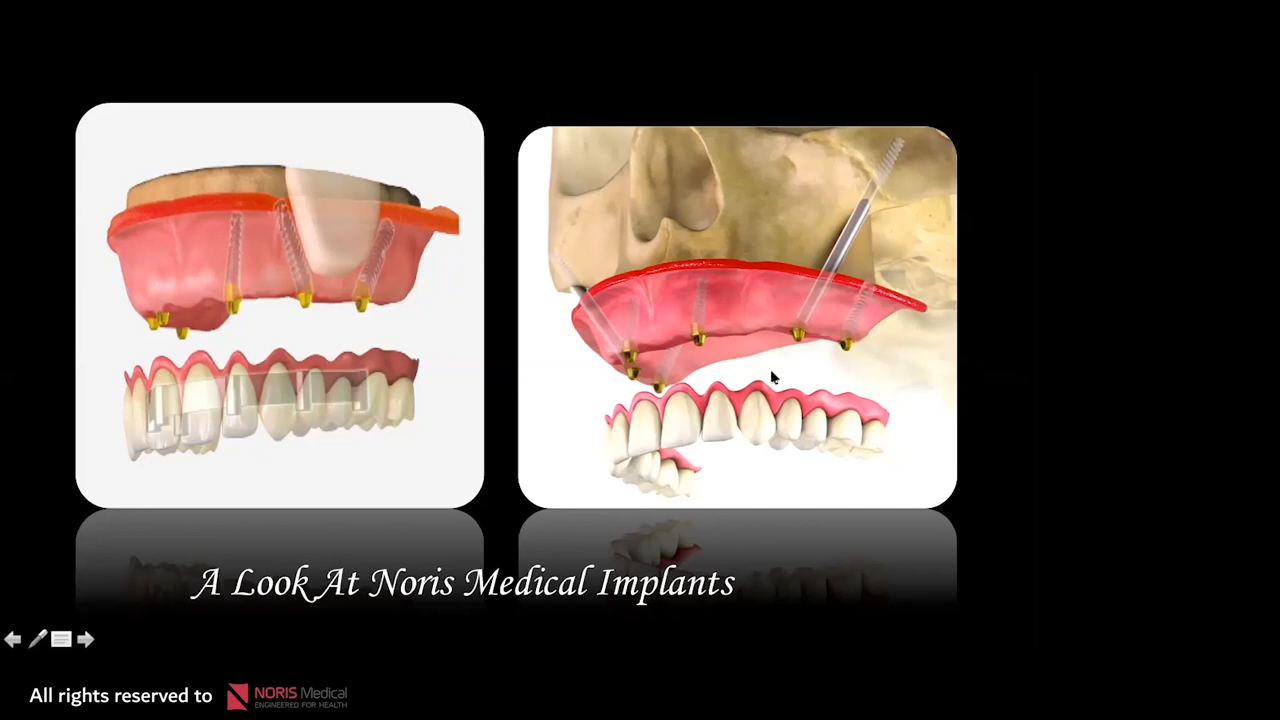 A Look At Noris Medical Implants
All rights reserved to
NORIS Medical
ENGINEERED FOR HEALTH